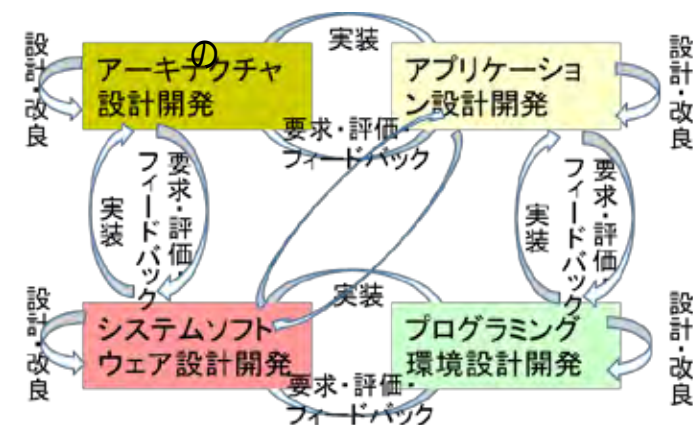 の
実装
設計・改良
アーキテクチャ
設計開発
アプリケーショ
ン設計開発
設計・改良
要求・評価・
フィードバック
実装
要求・評価・
フィードバック
実装
要求・評価・
フィードバック
設計・改良
システムソフト
ウェア設計開発
実装
プログラミング
環境設計開発
設計・改良
要求・評価・
フィードバック